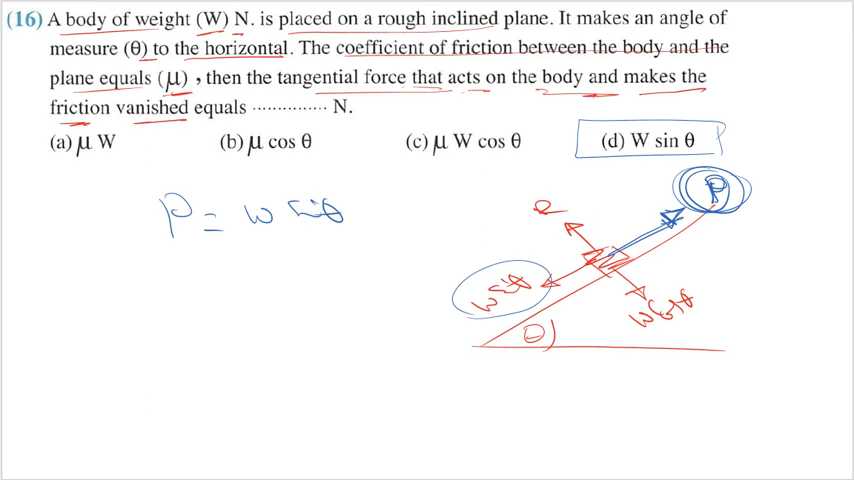 (16) A body of weight (W) N. is placed on a rough inclined plane. It makes an angle of
measure (θ) to the horizontal. The coefficient of friction between the body and the
plane equals (μ) , then the tangential force that acts on the body and makes the
friction vanished equals ............... N.
(a) μ W (b) μ cos θ (c) μ W cos θ (d) W sin θ
P = w sinθ
P
w sinθ
w cosθ
θ